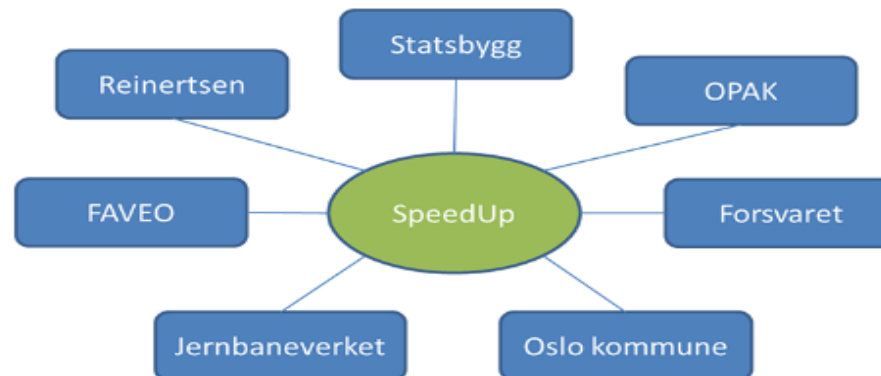 Statsbygg
Reinertsen
OPAK
FAVEO
SpeedUp
Forsvaret
Jernbaneverket
Oslo kommune